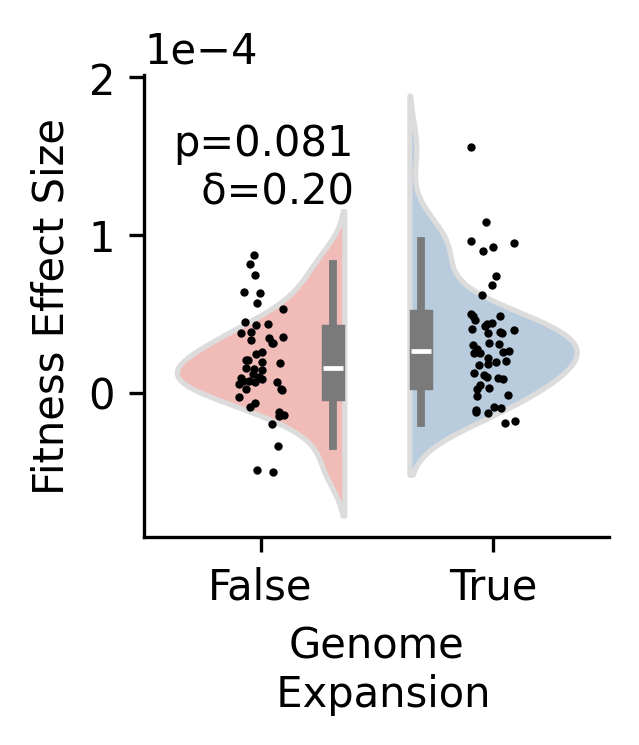 1e−4
2
1
0
Fitness Effect Size
p=0.081
δ=0.20
False
True
Genome
Expansion